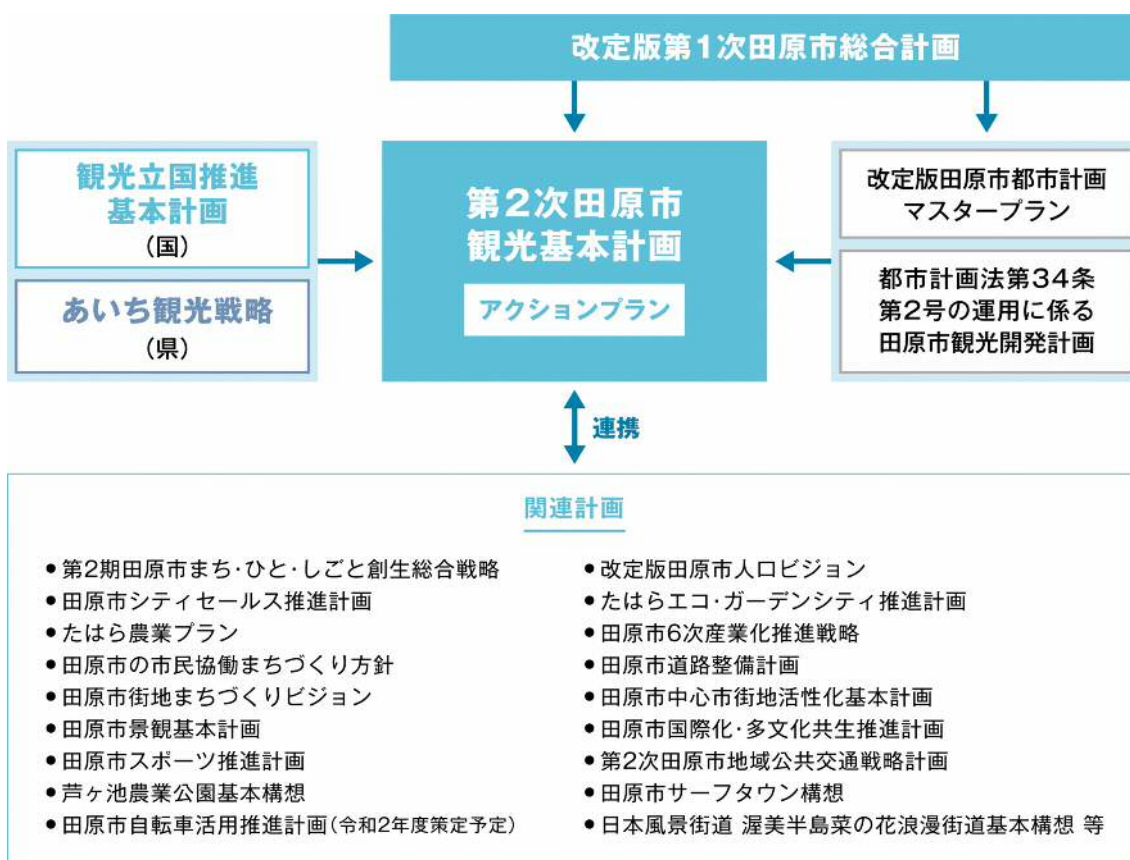 改定版第1次田原市総合計画
観光立国推進
基本計画
(国)
あいち観光戦略
(県)
第2次田原市
観光基本計画
アクションプラン
改定版田原市都市計画
マスタープラン
都市計画法第34条
第2号の運用に係る
田原市観光開発計画
連携
関連計画
●第2期田原市まち・ひと・しごと創生総合戦略
●田原市シティセールス推進計画
●たはら農業プラン
●田原市の市民協働まちづくり方針
●田原市街地まちづくりビジョン
●田原市景観基本計画
●田原市スポーツ推進計画
●芦ヶ池農業公園基本構想
●田原市自転車活用推進計画(令和2年度策定予定)
●改定版田原市人口ビジョン
●たはらエコ・ガーデンシティ推進計画
●田原市6次産業化推進戦略
●田原市道路整備計画
●田原市中心市街地活性化基本計画
●田原市国際化・多文化共生推進計画
●第2次田原市地域公共交通戦略計画
●田原市サーフタウン構想
●日本風景街道 渥美半島菜の花浪漫街道基本構想 等